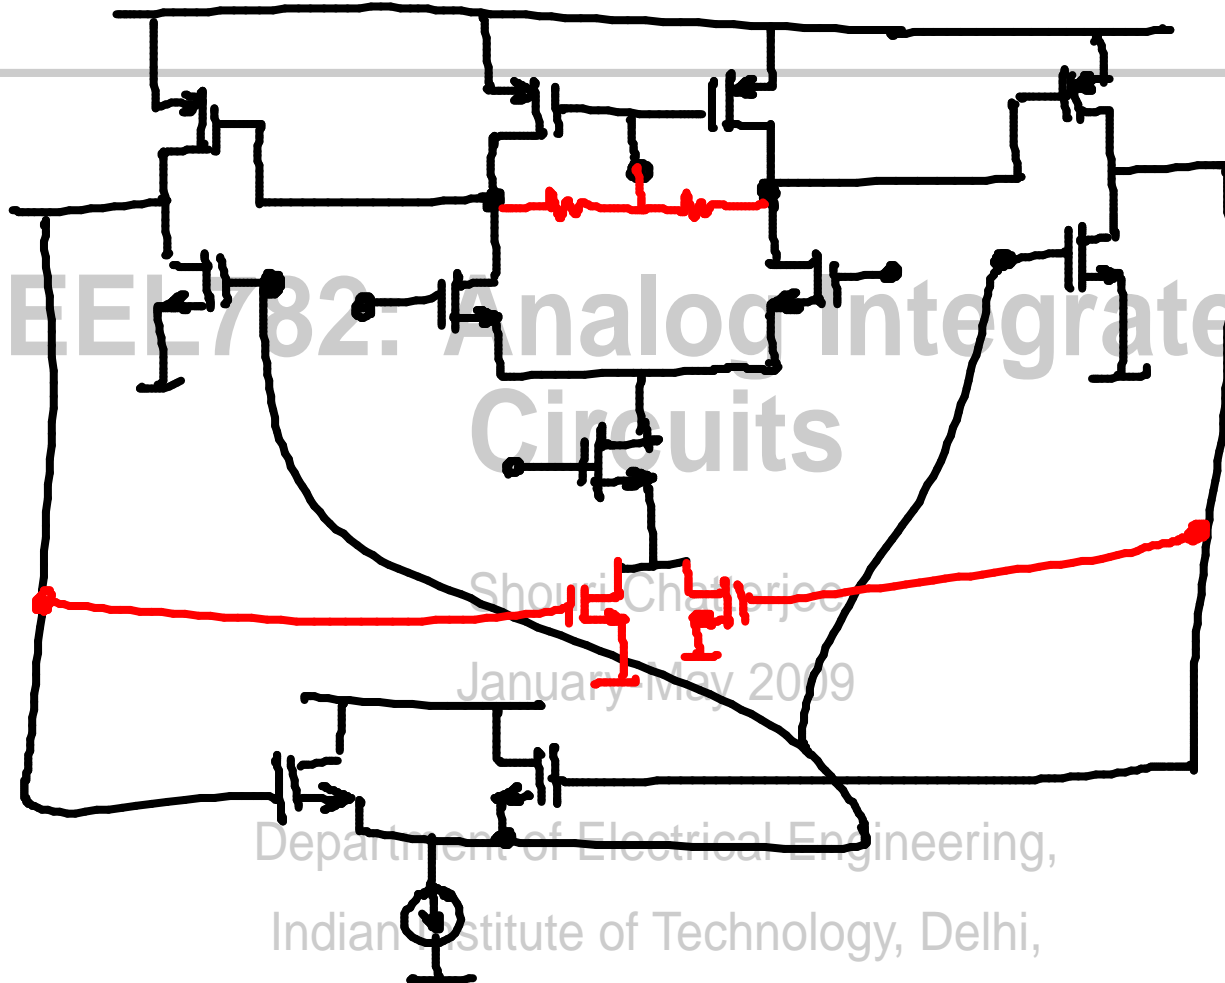 EEL782: Analog Integrate
Circuits
Shouri Chatterjee
January-May 2009
Department of Electrical Engineering,
Indian Institute of Technology, Delhi,